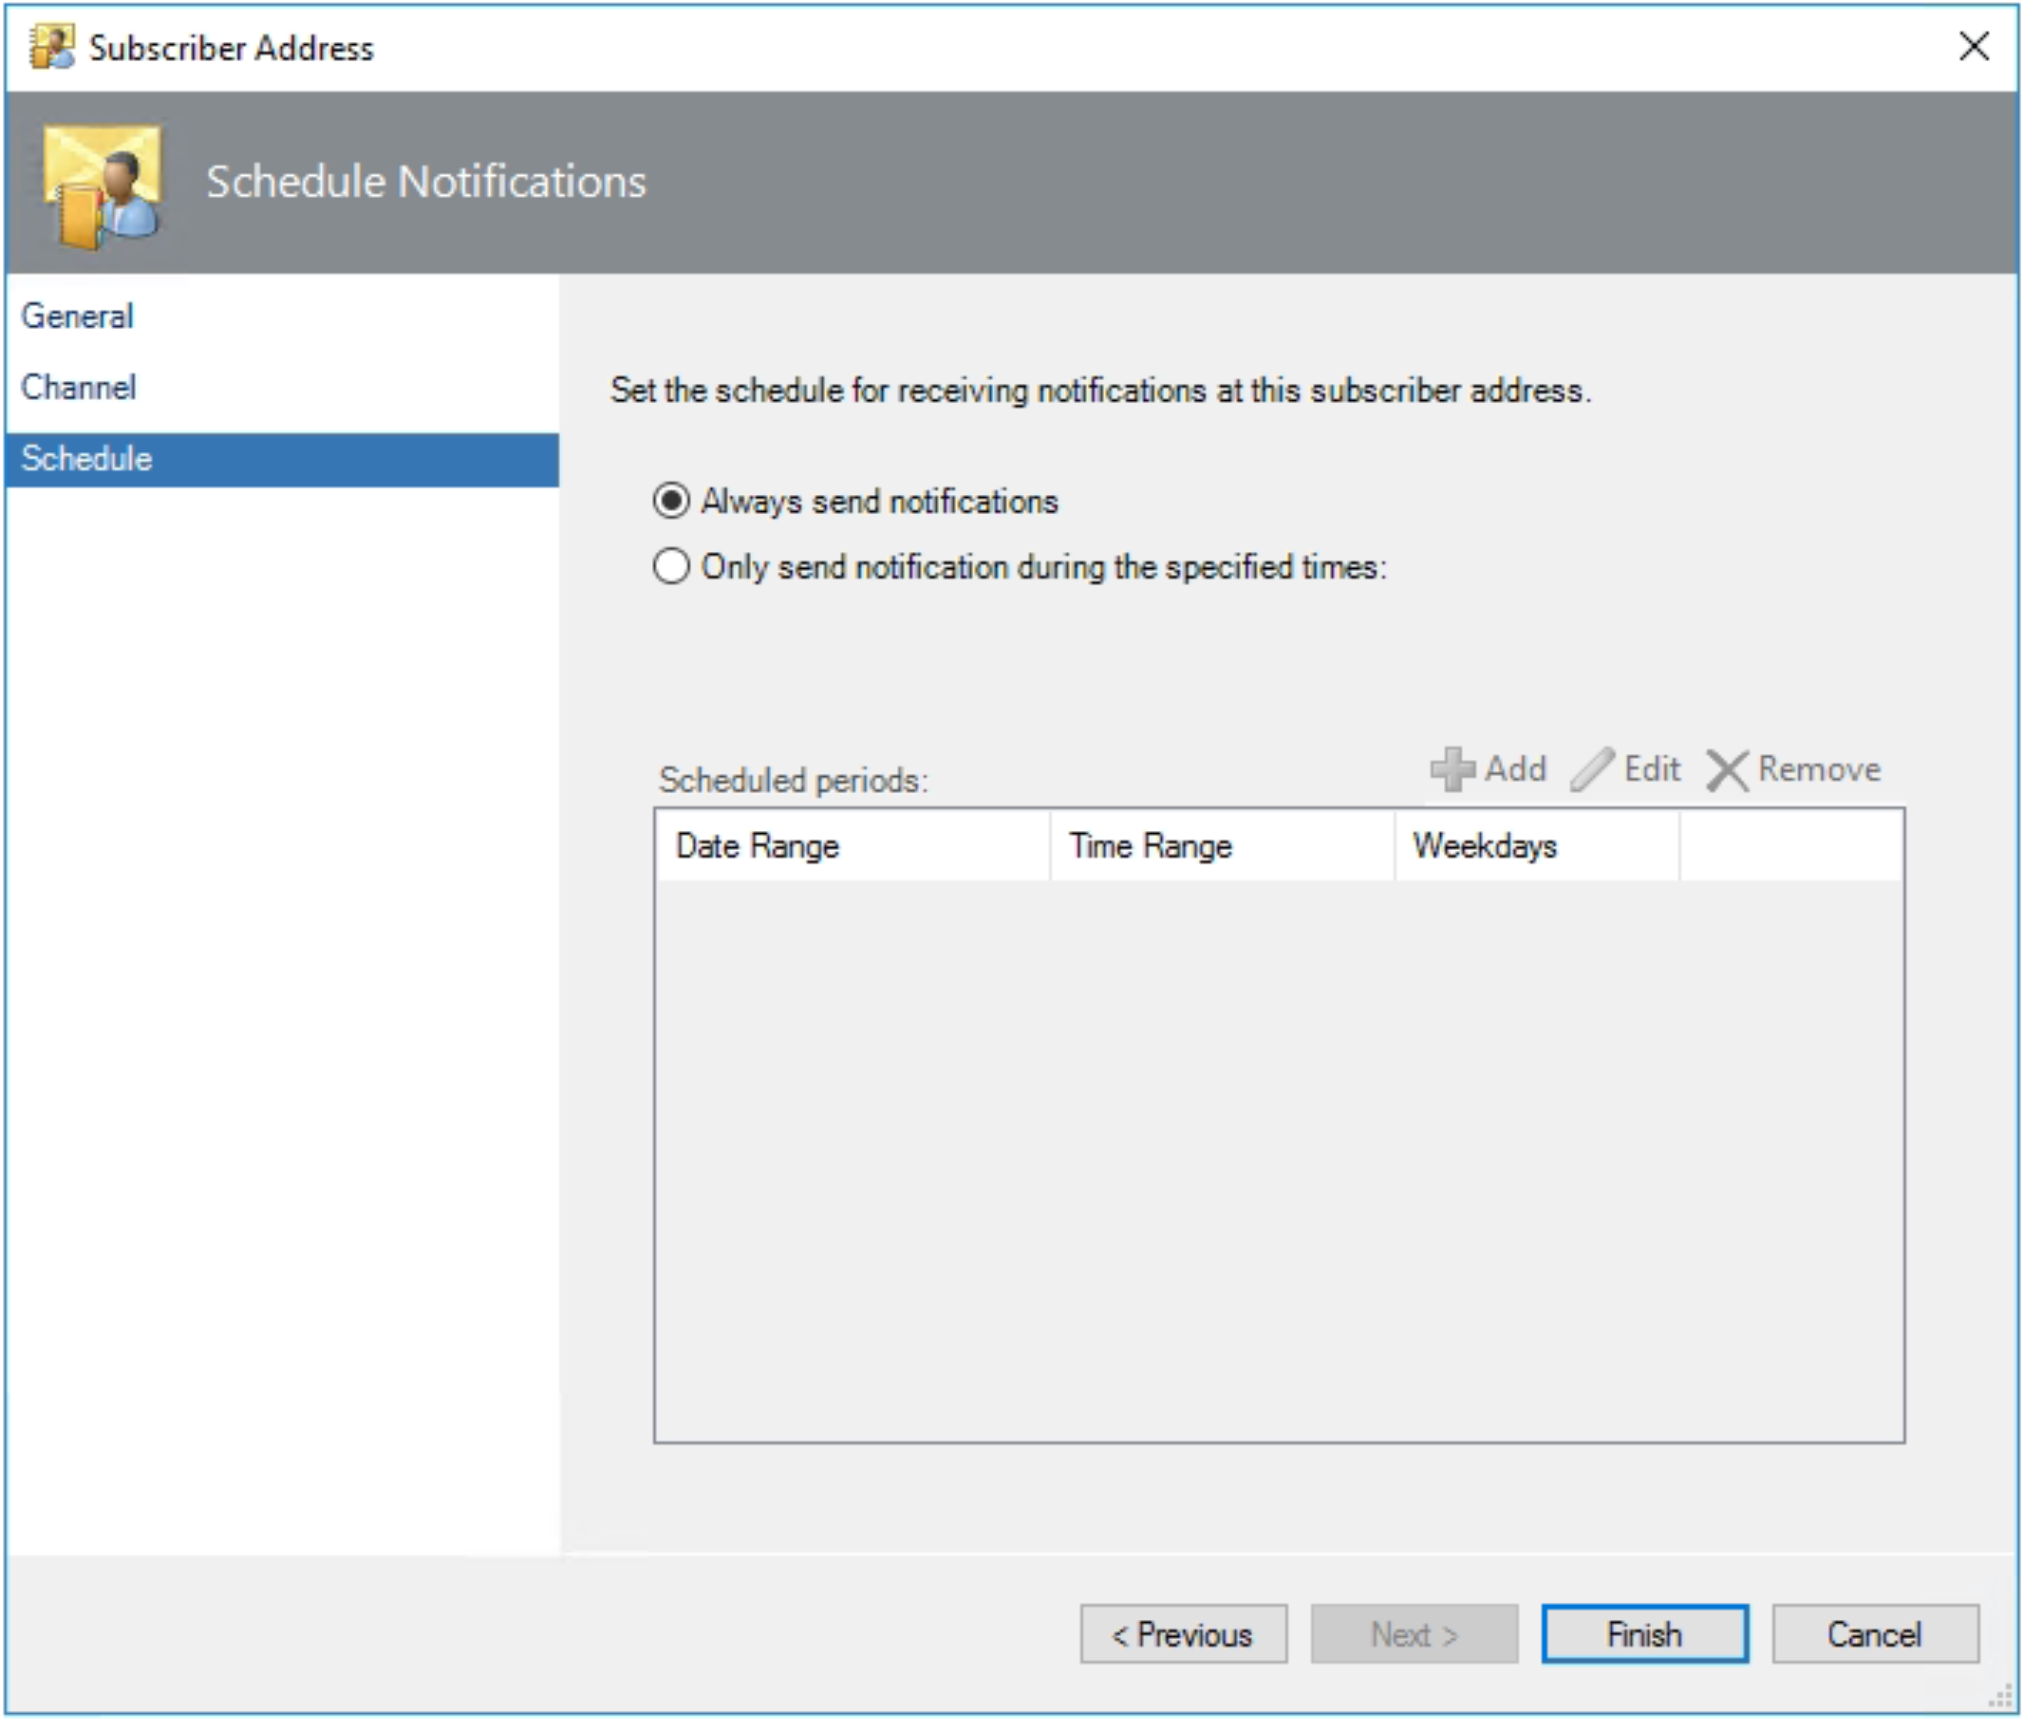 Subscriber Address
Schedule Notifications
General
Channel
Schedule
Set the schedule for receiving notifications at this subscriber address.
Always send notifications
Only send notification during the specified times:
Scheduled periods:
Add Edit Remove
Date Range Time Range Weekdays
< Previous Next > Finish Cancel